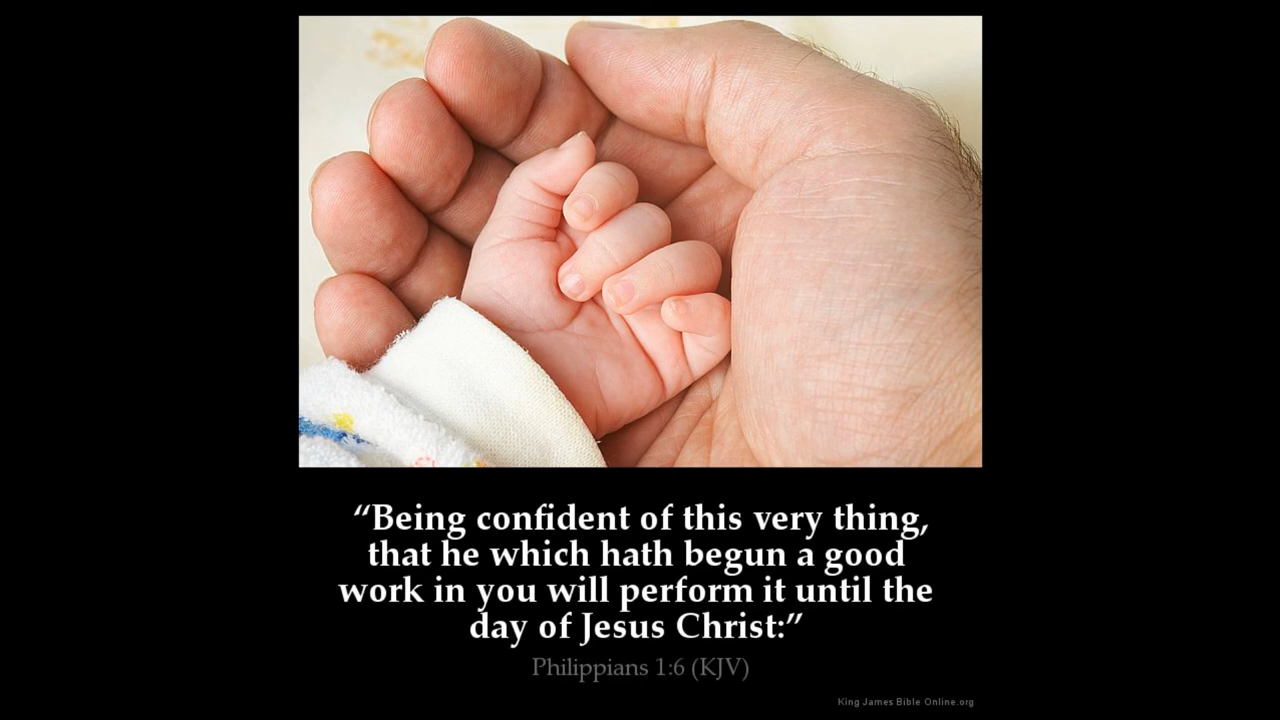 “Being confident of this very thing,
that he which hath begun a good
work in you will perform it until the
day of Jesus Christ:”
Philippians 1:6 (KJV)
King James Bible Online.org